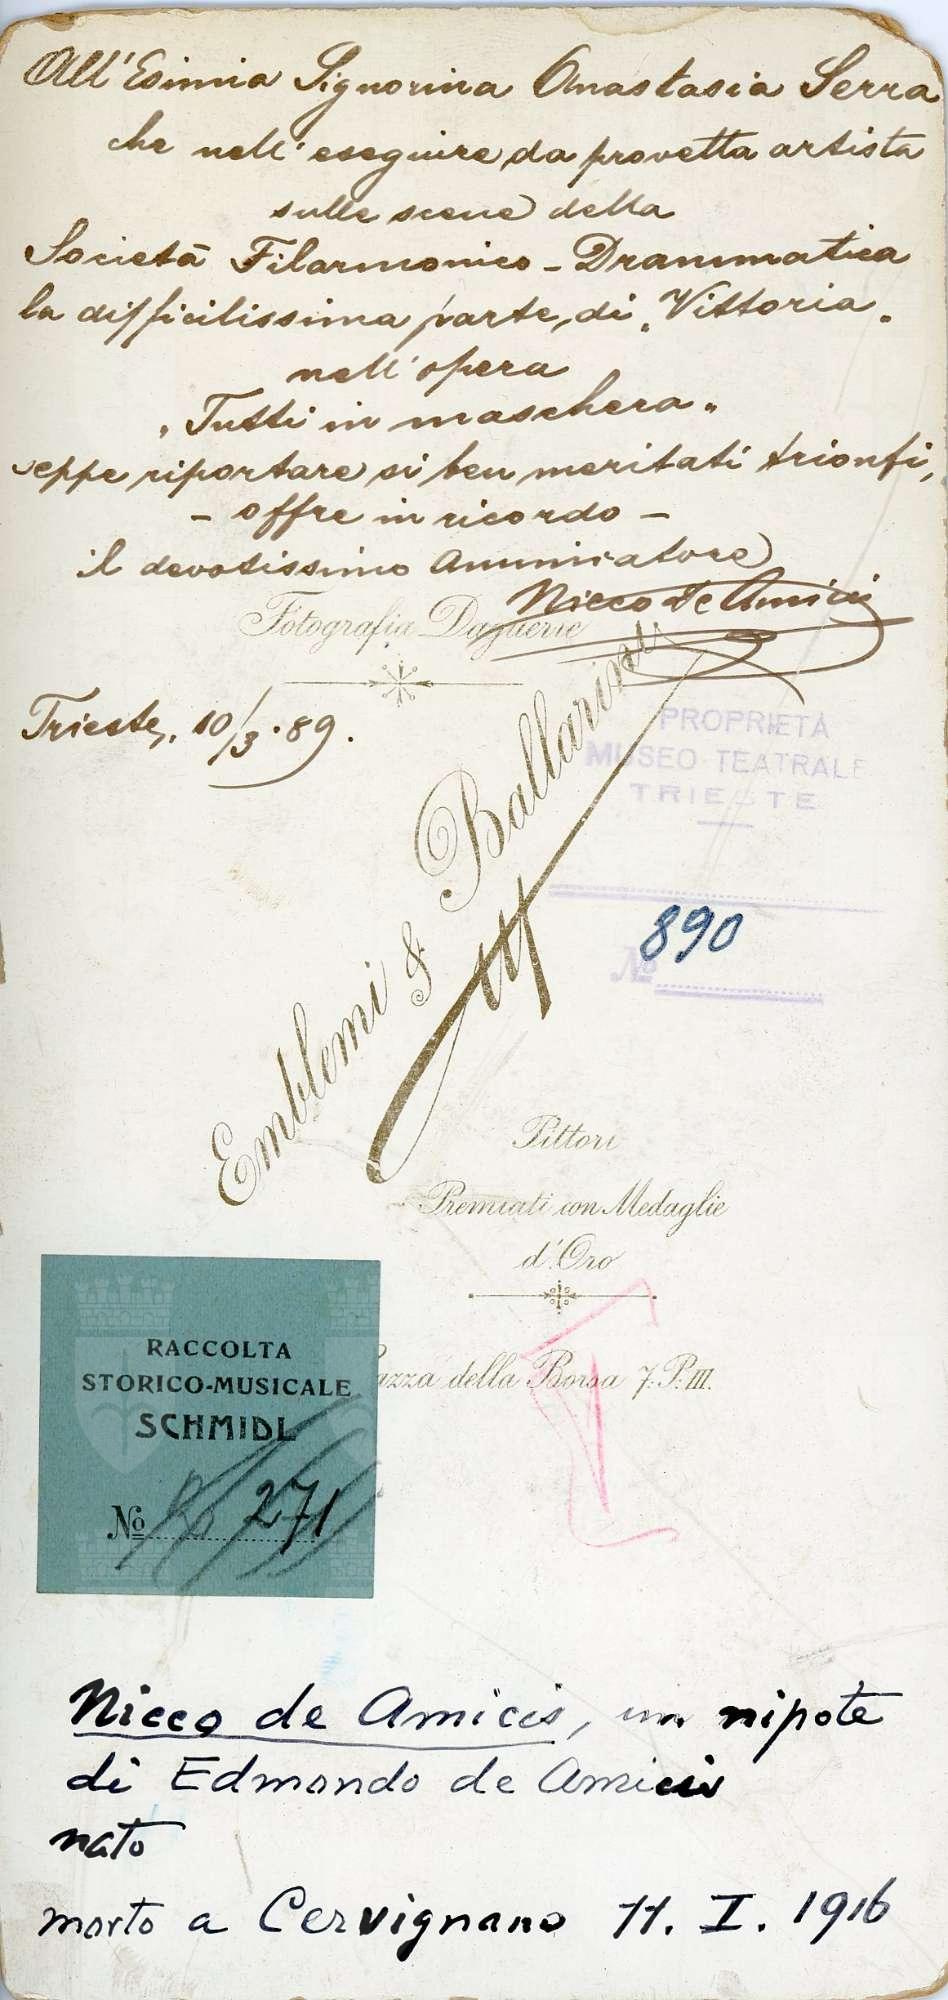 All'Esimia Signorina Anastasia Serra
che nell'eseguire da provetta artista
sulle scene della
Società Filarmonico-Drammatica
la difficilissima parte, di "Vittoria"
nell'opera
"Tutti in maschera"
seppe riportare sì ben meritati trionfi,
- offre in ricordo -
il devotissimo Ammiratore
Nicco de Amicis
Fotografia Daguerie
Trieste, 10/3.89.
PROPRIETÀ
MUSEO TEATRALE
TRIESTE
Emblemi & Ballarini
№ 890
Pittori
Premiati con Medaglie
d'Oro
Piazza della Borsa 7. P. III.
RACCOLTA
STORICO-MUSICALE
SCHMIDL
№ 271
Nicco de Amicis, un nipote
di Edmondo de Amicis
nato
morto a Cervignano 11. I. 1916